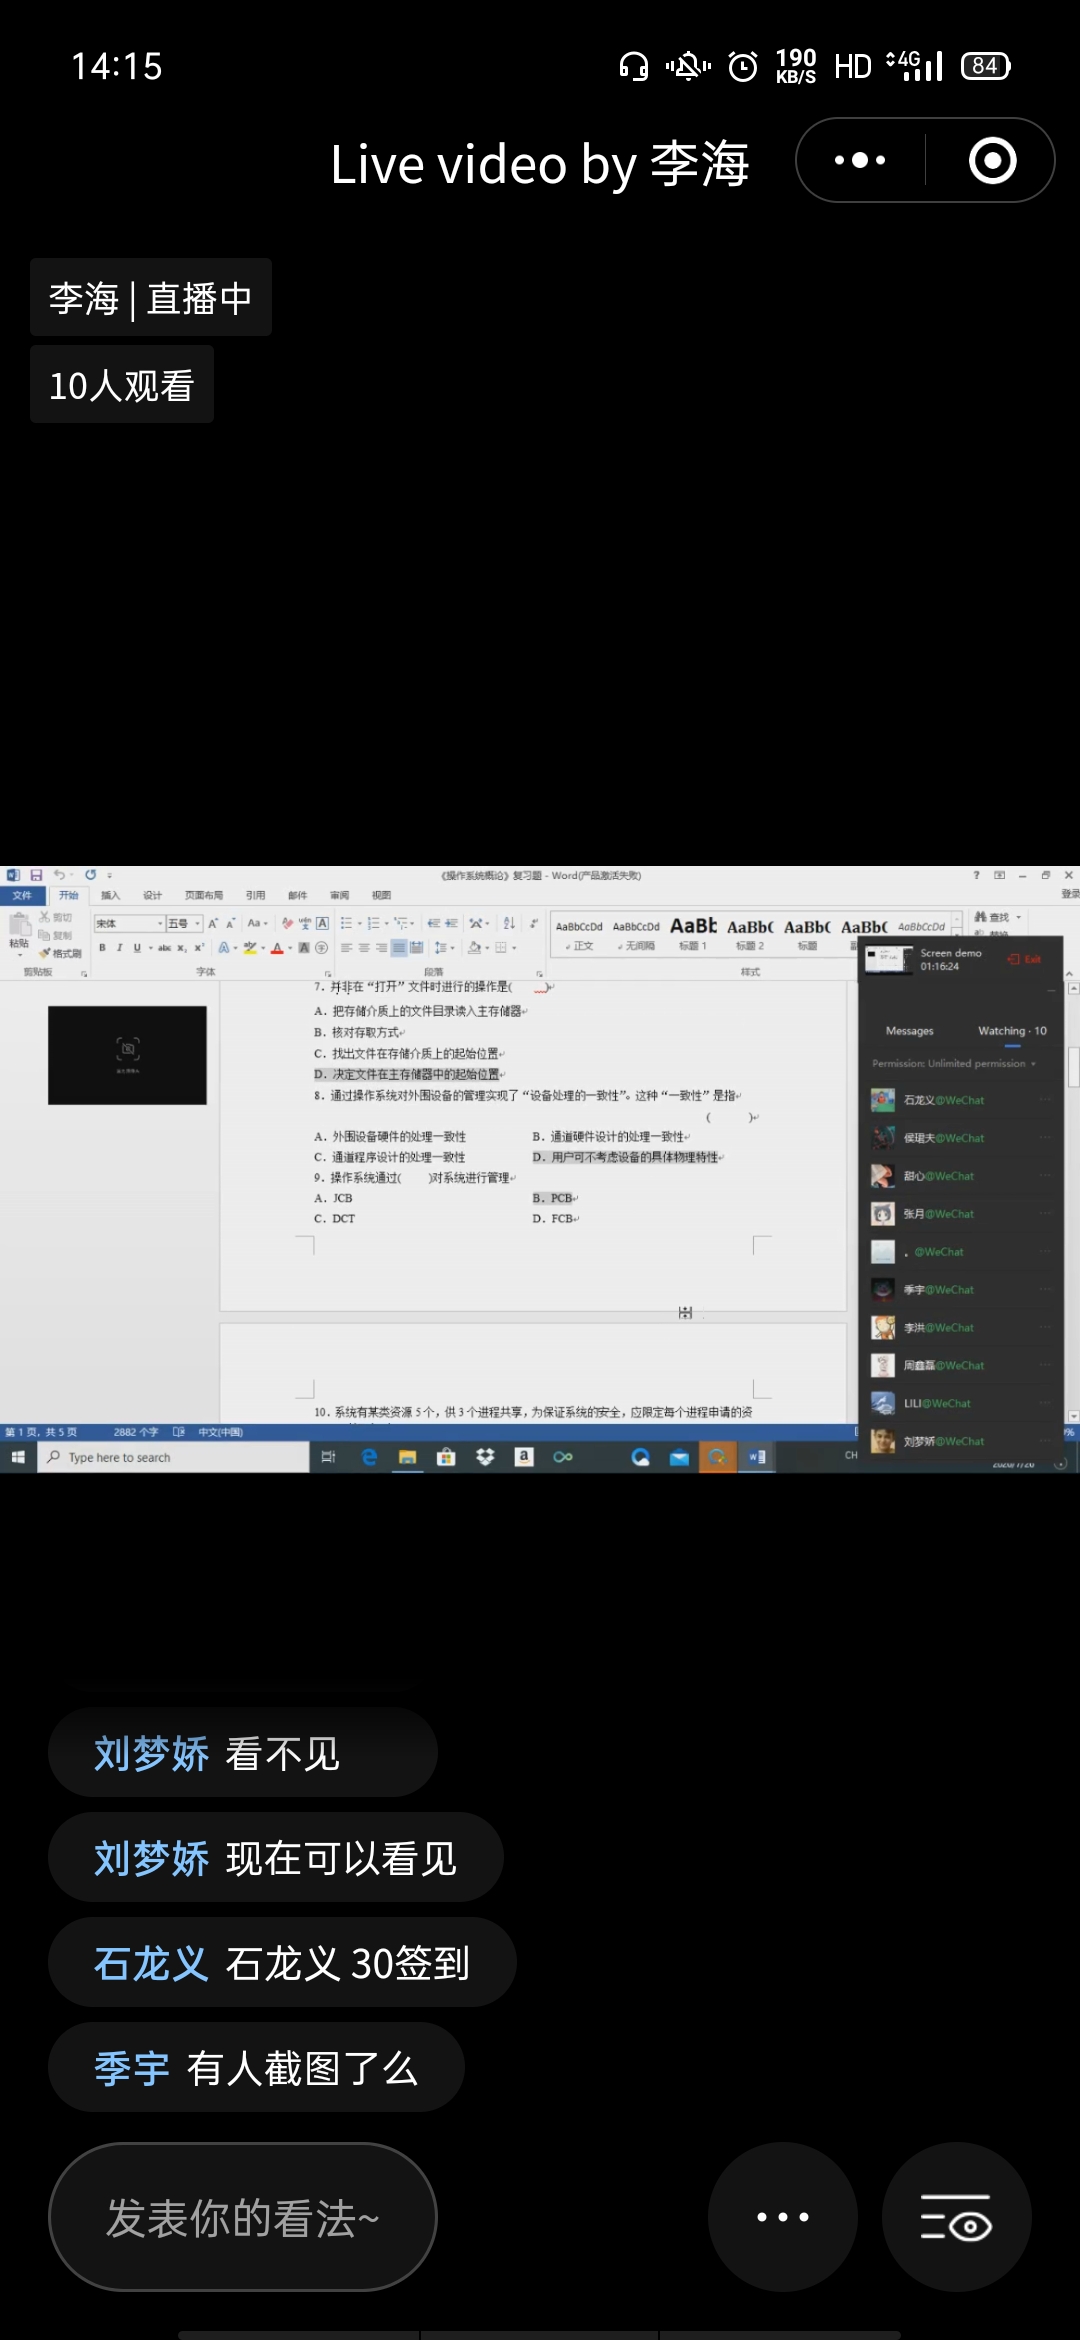 14:15
190 KB/S HD 4G 84
Live video by 李海
李海 | 直播中
10人观看
《操作系统概论》复习题 - Word(产品激活失败)
文件 开始 插入 设计 页面布局 引用 邮件 审阅 视图
登录
剪切
复制
粘贴
格式刷
宋体 五号
AaBbCcDd AaBbCcDd AaBb AaBb( AaBb( AaBb( AaBbCcDd
正文 无间隔 标题 1 标题 2 标题
查找
剪贴板 字体 段落 样式
Screen demo
01:16:24
Exit
7．并非在“打开”文件时进行的操作是( )
A．把存储介质上的文件目录读入主存储器
B．核对存取方式
C．找出文件在存储介质上的起始位置
D．决定文件在主存储器中的起始位置
8．通过操作系统对外围设备的管理实现了“设备处理的一致性”。这种“一致性”是指
( )
A．外围设备硬件的处理一致性 B．通道硬件设计的处理一致性
C．通道程序设计的处理一致性 D．用户可不考虑设备的具体物理特性
9．操作系统通过( )对系统进行管理
A．JCB B．PCB
C．DCT D．FCB
10．系统有某类资源 5 个，供 3 个进程共享，为保证系统的安全，应限定每个进程申请的资
Messages Watching · 10
Permission: Unlimited permission
石龙义@WeChat
侯琨夫@WeChat
甜心@WeChat
张月@WeChat
. @WeChat
季宇@WeChat
李洪@WeChat
周鑫磊@WeChat
LILI@WeChat
刘梦娇@WeChat
第 1 页，共 5 页 2882 个字 中文(中国)
Type here to search
CH
刘梦娇 看不见
刘梦娇 现在可以看见
石龙义 石龙义 30签到
季宇 有人截图了么
发表你的看法~